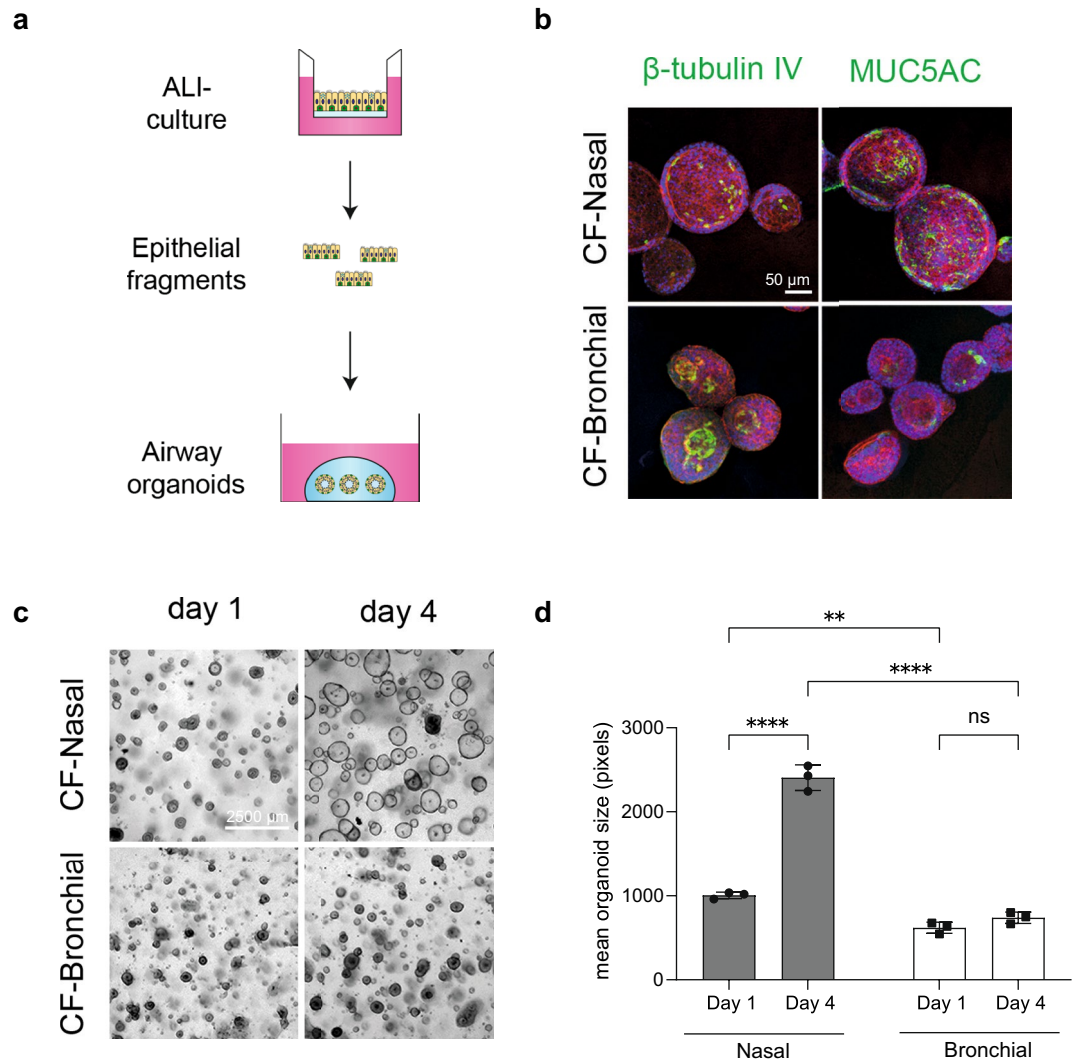 a
ALI-
culture
Epithelial
fragments
Airway
organoids
b
β-tubulin IV
MUC5AC
CF-Nasal
50 μm
CF-Bronchial
c
day 1
day 4
CF-Nasal
2500 μm
CF-Bronchial
d
**
****
****
ns
mean organoid size (pixels)
3000
2000
1000
0
Day 1
Day 4
Day 1
Day 4
Nasal
Bronchial